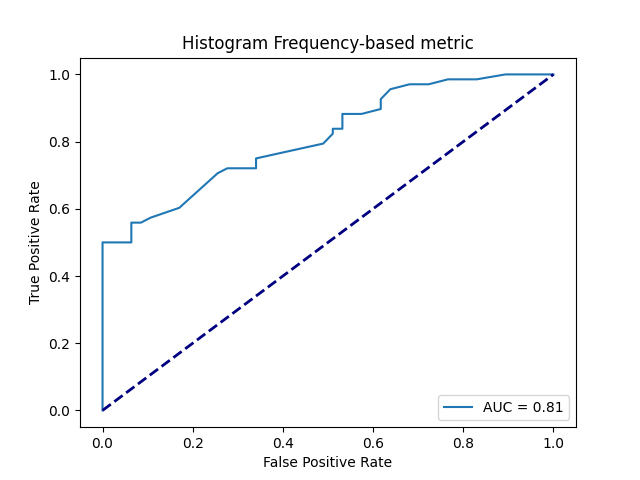 Histogram Frequency-based metric
True Positive Rate
1.0
0.8
0.6
0.4
0.2
0.0
AUC = 0.81
0.0 0.2 0.4 0.6 0.8 1.0
False Positive Rate